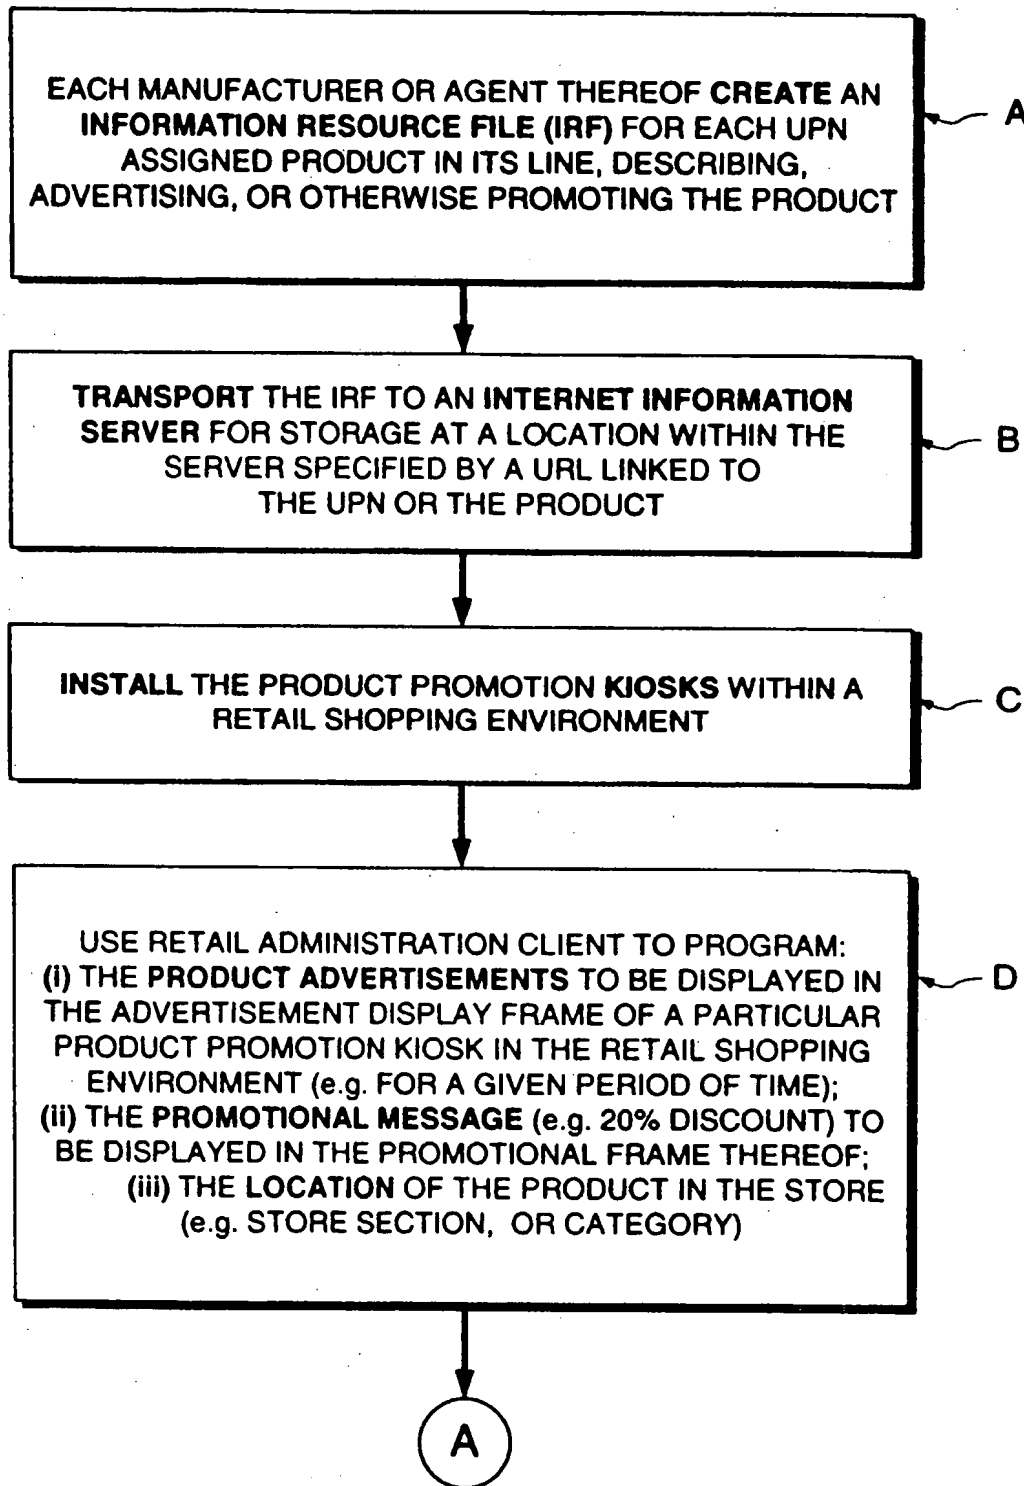 EACH MANUFACTURER OR AGENT THEREOF CREATE AN
INFORMATION RESOURCE FILE (IRF) FOR EACH UPN
ASSIGNED PRODUCT IN ITS LINE, DESCRIBING,
ADVERTISING, OR OTHERWISE PROMOTING THE PRODUCT
A
TRANSPORT THE IRF TO AN INTERNET INFORMATION
SERVER FOR STORAGE AT A LOCATION WITHIN THE
SERVER SPECIFIED BY A URL LINKED TO
THE UPN OR THE PRODUCT
B
INSTALL THE PRODUCT PROMOTION KIOSKS WITHIN A
RETAIL SHOPPING ENVIRONMENT
C
USE RETAIL ADMINISTRATION CLIENT TO PROGRAM:
(i) THE PRODUCT ADVERTISEMENTS TO BE DISPLAYED IN
THE ADVERTISEMENT DISPLAY FRAME OF A PARTICULAR
PRODUCT PROMOTION KIOSK IN THE RETAIL SHOPPING
ENVIRONMENT (e.g. FOR A GIVEN PERIOD OF TIME);
(ii) THE PROMOTIONAL MESSAGE (e.g. 20% DISCOUNT) TO
BE DISPLAYED IN THE PROMOTIONAL FRAME THEREOF;
(iii) THE LOCATION OF THE PRODUCT IN THE STORE
(e.g. STORE SECTION, OR CATEGORY)
D
A